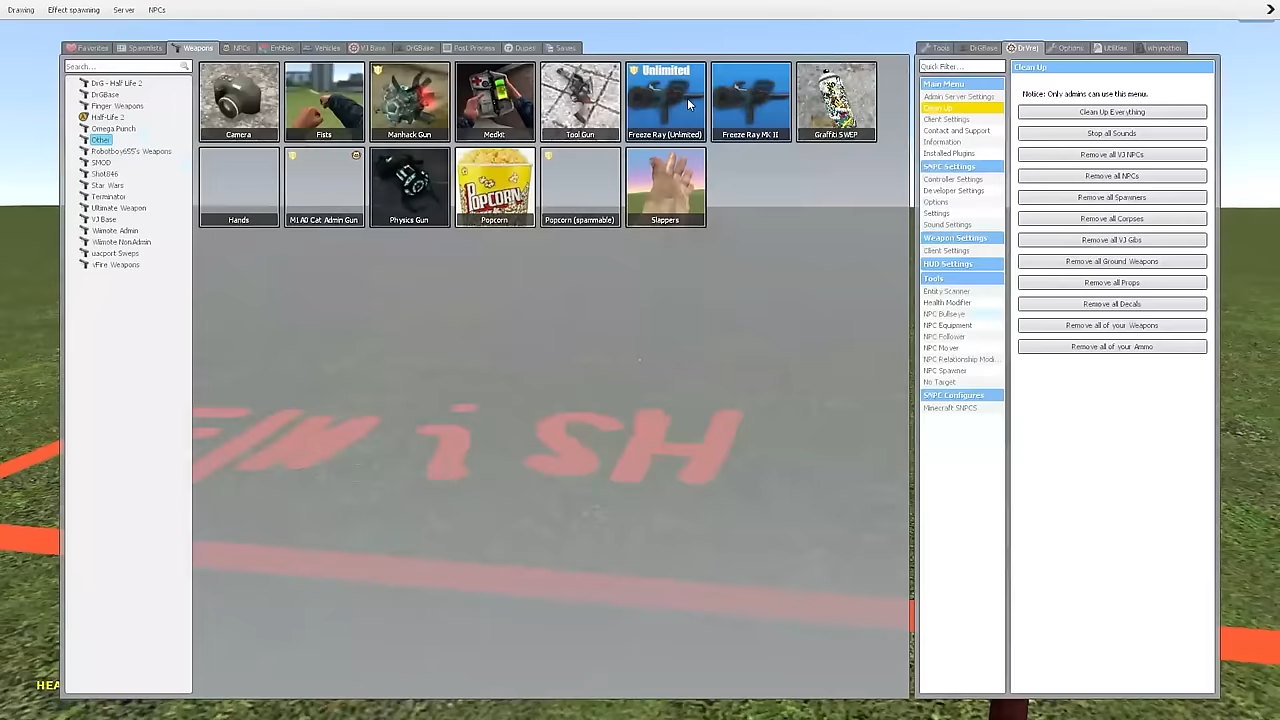 Drawing Effect spawning Server NPCs
Favorites Spawnlists Weapons NPCs Entities Vehicles VJ Base DrGBase Post Process Dupes Saves
Search...
DrG - Half Life 2
DrGBase
Finger Weapons
Half-Life 2
Omega Punch
Other
Robotboy655's Weapons
SMOD
Shot846
Star Wars
Terminator
Ultimate Weapon
VJ Base
Wiimote Admin
Wiimote NonAdmin
uacport Sweps
vFire Weapons
Camera
Fists
Manhack Gun
Medkit
Tool Gun
Unlimited
Freeze Ray (Unlimited)
Freeze Ray MK II
Graffiti SWEP
Hands
M1A0 Cat Admin Gun
Physics Gun
POPCORN
Popcorn
Popcorn (spammable)
Slappers
HEA
Tools DrGBase DrVrej Options Utilities whynotboi
Quick Filter...
Main Menu
Admin Server Settings
Clean Up
Client Settings
Contact and Support
Information
Installed Plugins
SNPC Settings
Controller Settings
Developer Settings
Options
Settings
Sound Settings
Weapon Settings
Client Settings
HUD Settings
Tools
Entity Scanner
Health Modifier
NPC Bullseye
NPC Equipment
NPC Follower
NPC Mover
NPC Relationship Modi...
NPC Spawner
No Target
SNPC Configures
Minecraft SNPCS
Clean Up
Notice: Only admins can use this menu.
Clean Up Everything
Stop all Sounds
Remove all VJ NPCs
Remove all NPCs
Remove all Spawners
Remove all Corpses
Remove all VJ Gibs
Remove all Ground Weapons
Remove all Props
Remove all Decals
Remove all of your Weapons
Remove all of your Ammo